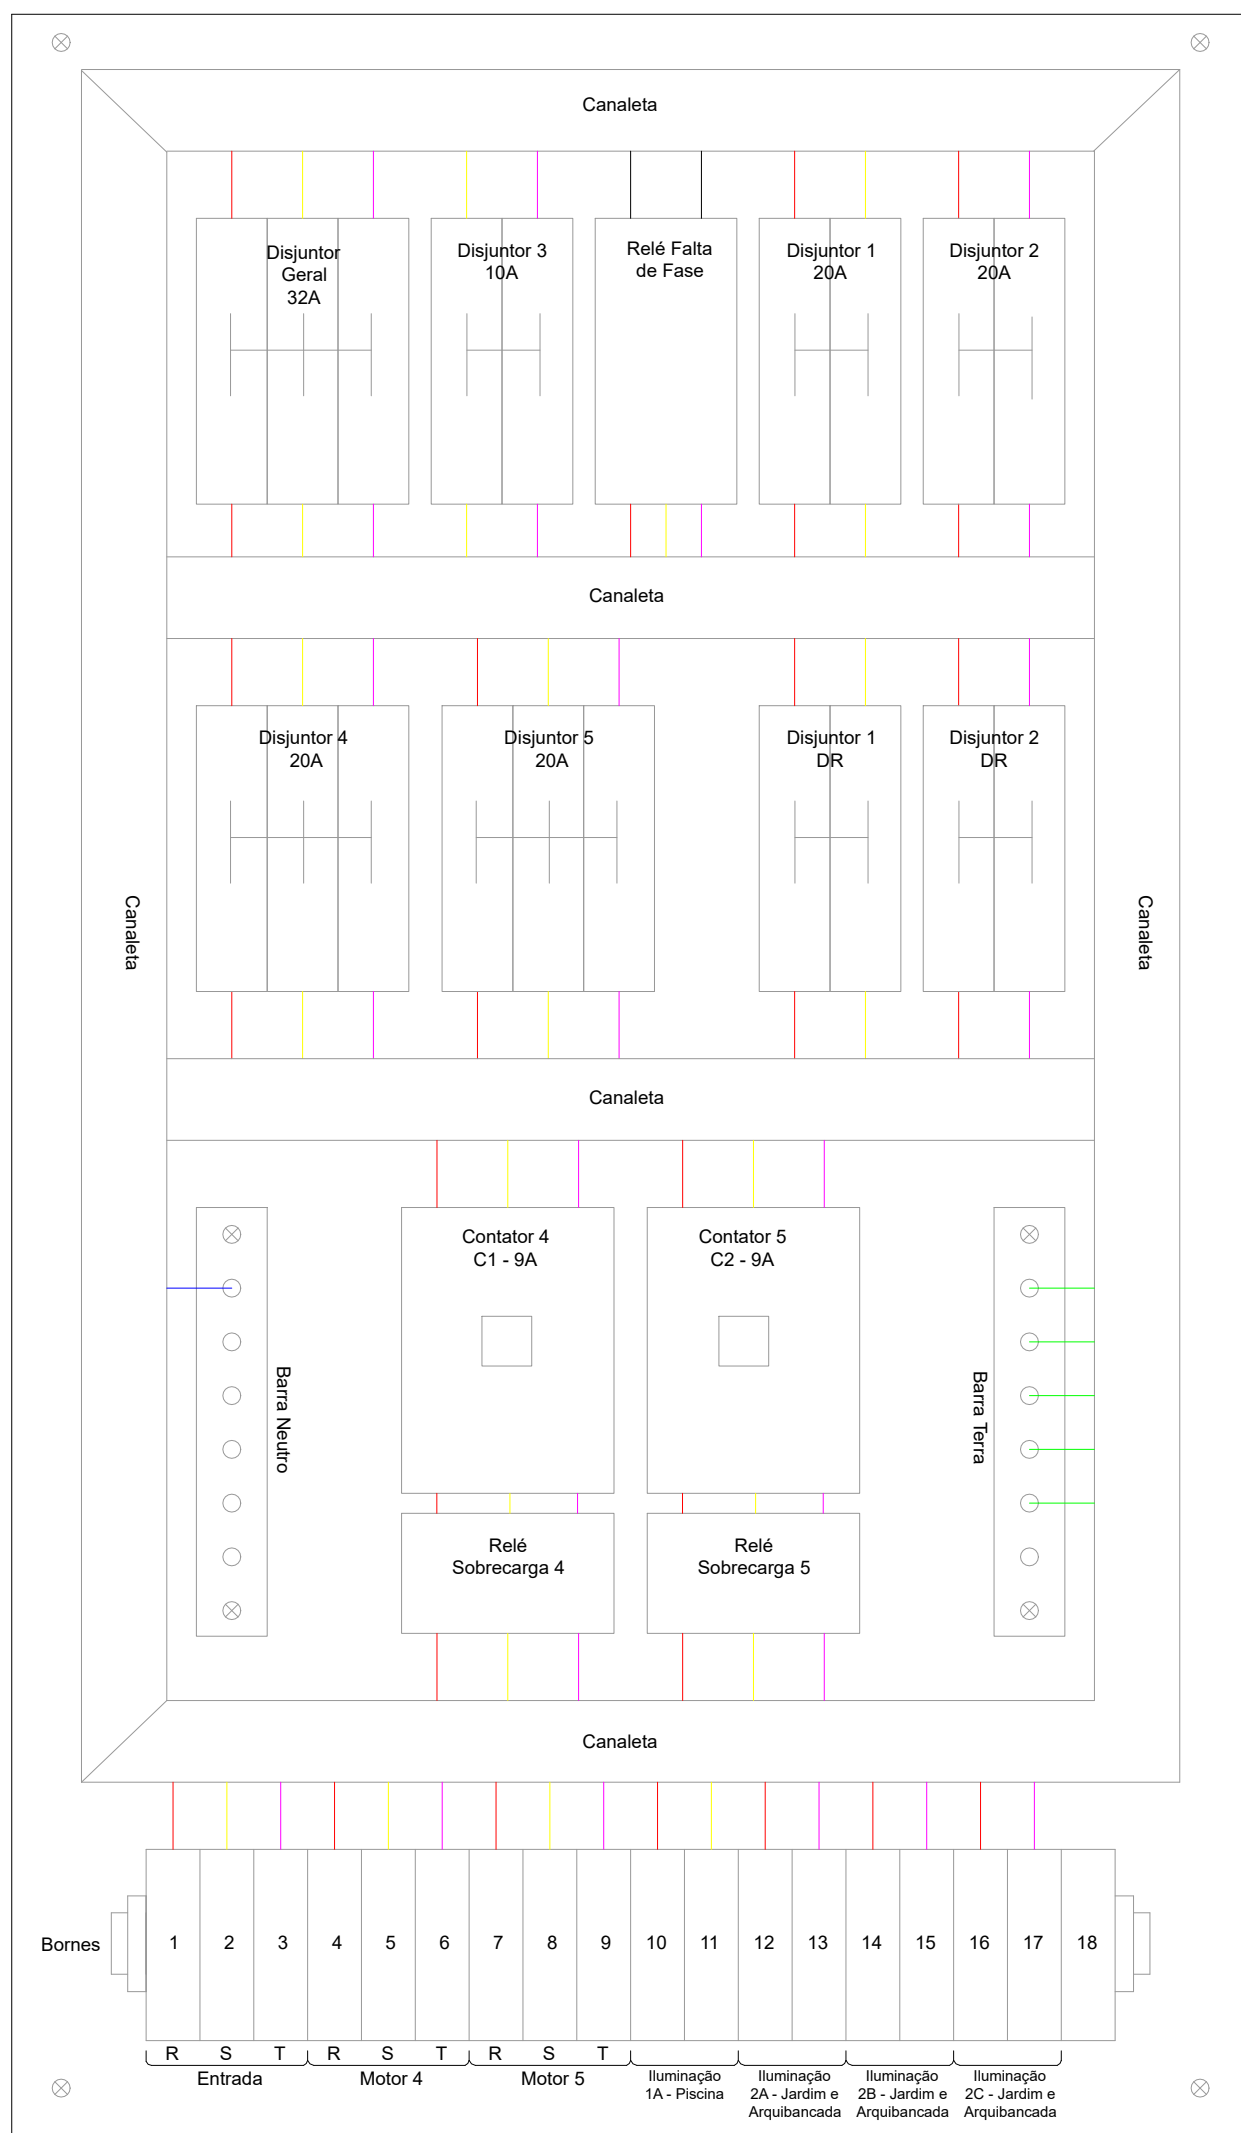 Canaleta
Disjuntor
Geral
32A
Disjuntor 3
10A
Relé Falta
de Fase
Disjuntor 1
20A
Disjuntor 2
20A
Canaleta
Disjuntor 4
20A
Disjuntor 5
20A
Disjuntor 1
DR
Disjuntor 2
DR
Canaleta
Canaleta
Canaleta
Contator 4
C1 - 9A
Contator 5
C2 - 9A
Barra Neutro
Barra Terra
Relé
Sobrecarga 4
Relé
Sobrecarga 5
Canaleta
Bornes
1 2 3 4 5 6 7 8 9 10 11 12 13 14 15 16 17 18
R S T R S T R S T
Entrada
Motor 4
Motor 5
Iluminação
1A - Piscina
Iluminação
2A - Jardim e
Arquibancada
Iluminação
2B - Jardim e
Arquibancada
Iluminação
2C - Jardim e
Arquibancada